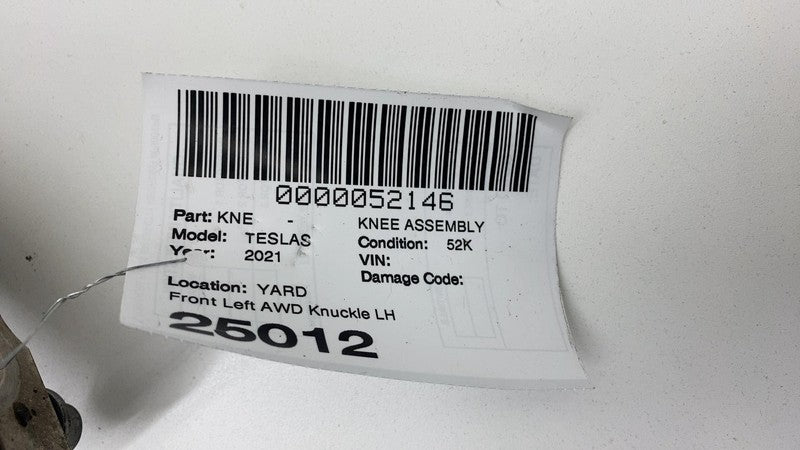 0000052146
Part: KNE - KNEE ASSEMBLY
Model: TESLAS Condition: 52K
Year: 2021 VIN:
Damage Code:
Location: YARD
Front Left AWD Knuckle LH
25012